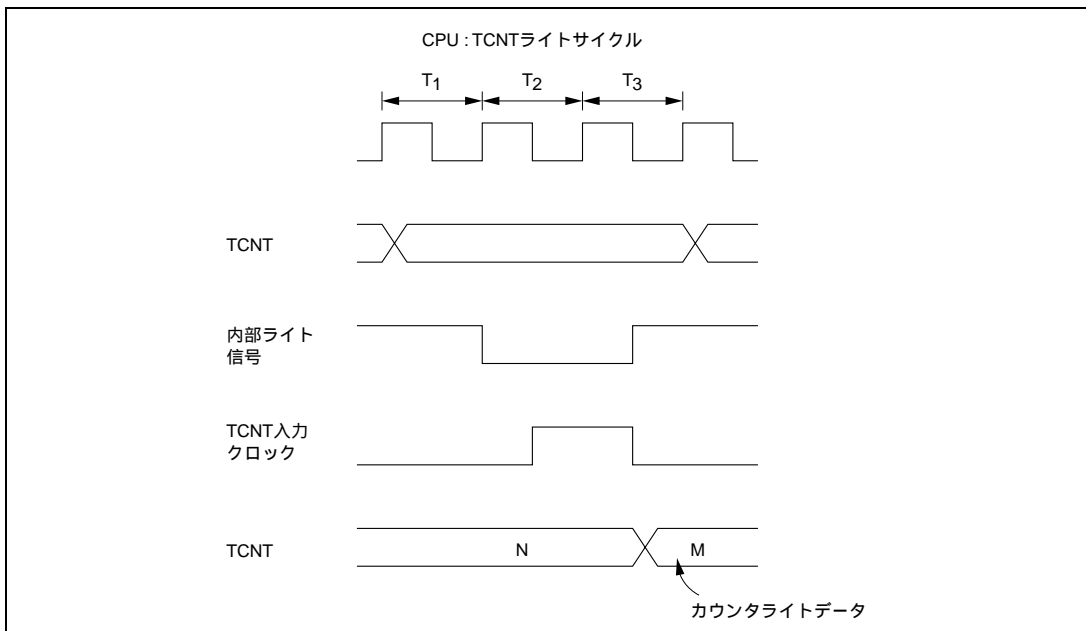 CPU : TCNTライトサイクル
T1 T2 T3
TCNT
内部ライト
信号
TCNT入力
クロック
TCNT
N M
カウンタライトデータ